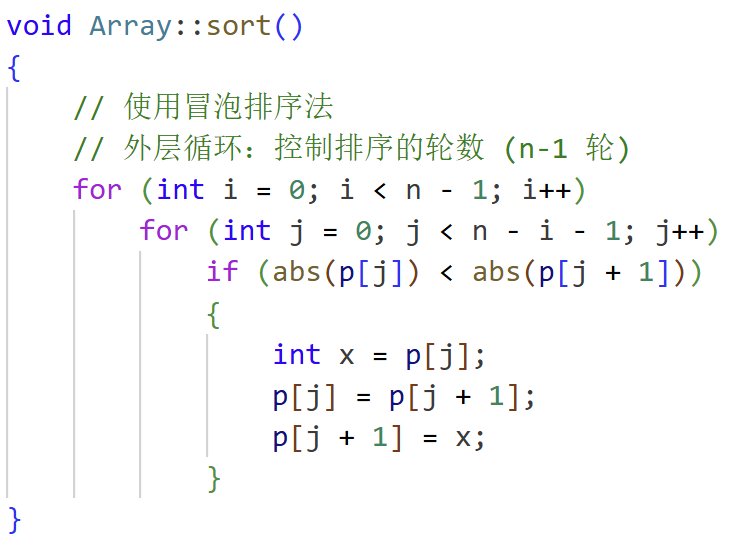 void Array::sort()
{
    // 使用冒泡排序法
    // 外层循环：控制排序的轮数 (n-1 轮)
    for (int i = 0; i < n - 1; i++)
        for (int j = 0; j < n - i - 1; j++)
            if (abs(p[j]) < abs(p[j + 1]))
            {
                int x = p[j];
                p[j] = p[j + 1];
                p[j + 1] = x;
            }
}